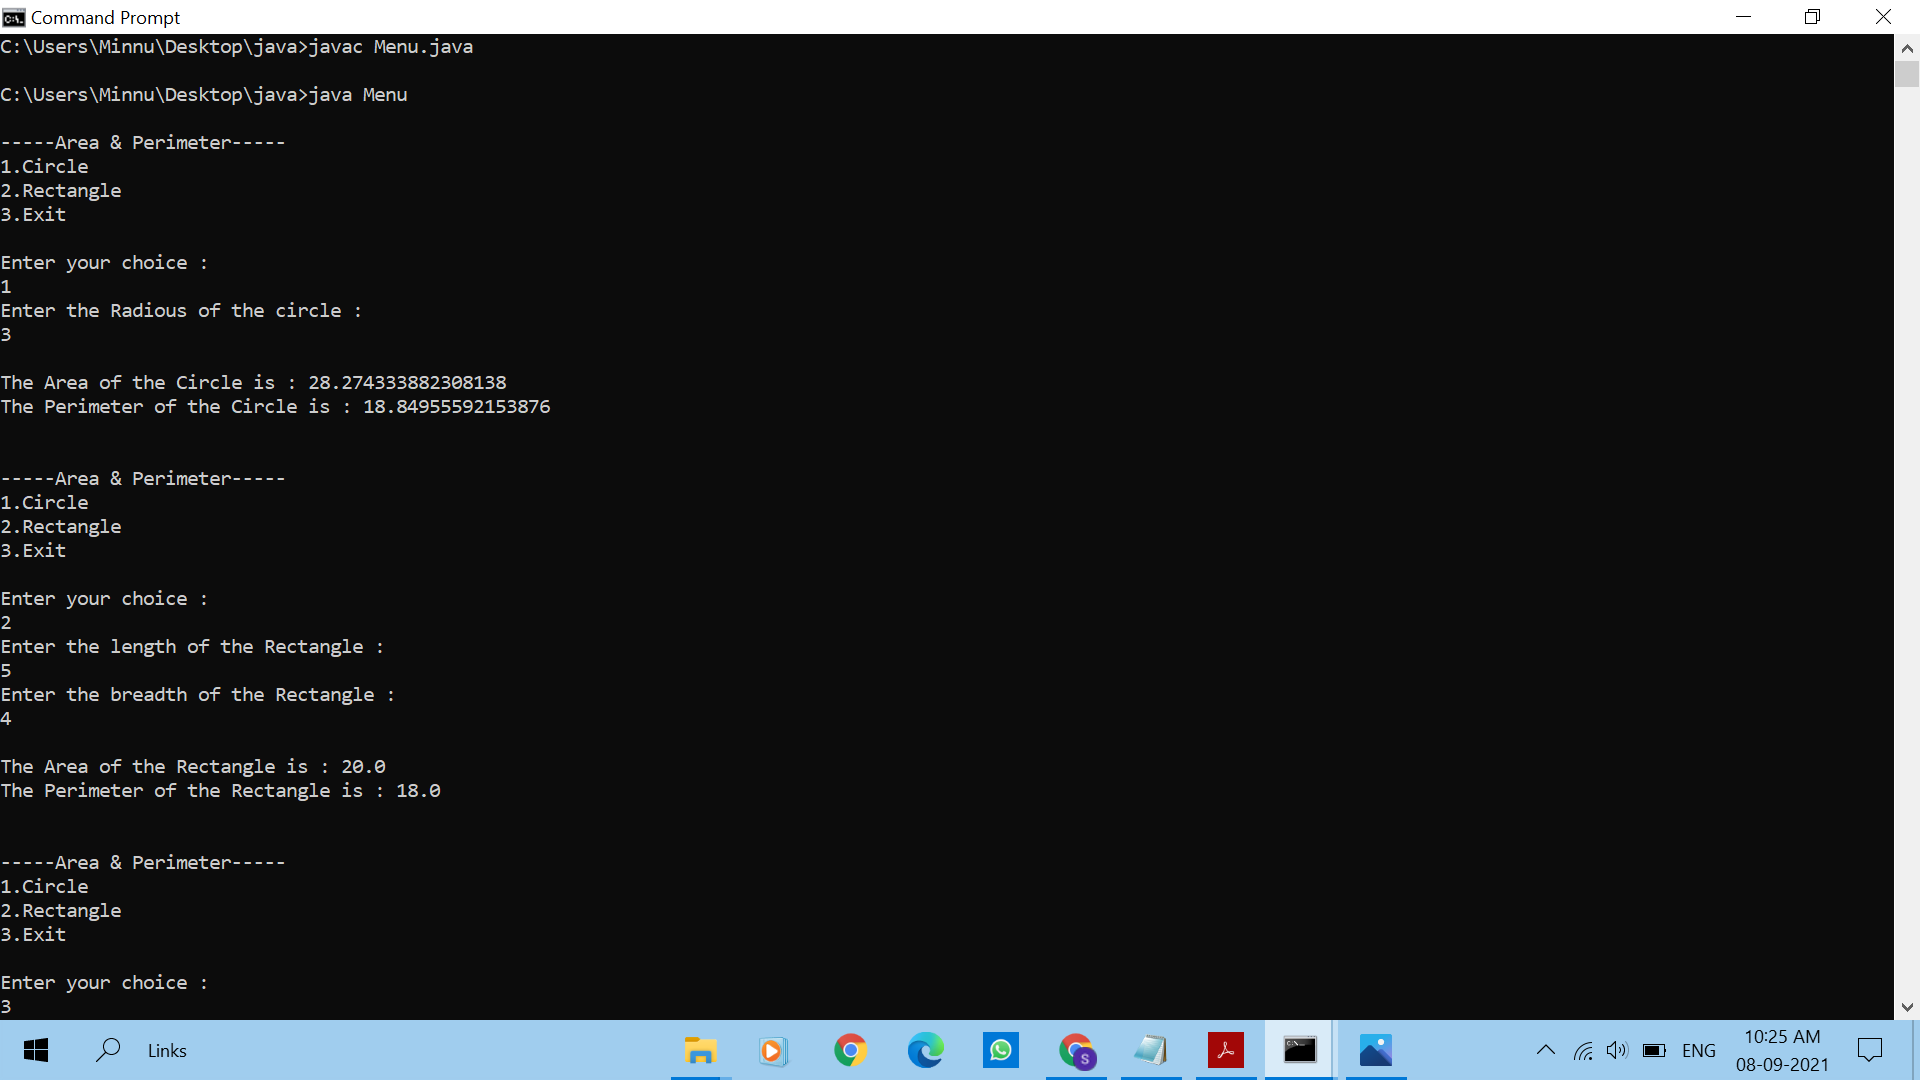 Command Prompt
C:\Users\Minnu\Desktop\java>javac Menu.java
C:\Users\Minnu\Desktop\java>java Menu
-----Area & Perimeter-----
1.Circle
2.Rectangle
3.Exit
Enter your choice :
1
Enter the Radious of the circle :
3
The Area of the Circle is : 28.274333882308138
The Perimeter of the Circle is : 18.84955592153876
-----Area & Perimeter-----
1.Circle
2.Rectangle
3.Exit
Enter your choice :
2
Enter the length of the Rectangle :
5
Enter the breadth of the Rectangle :
4
The Area of the Rectangle is : 20.0
The Perimeter of the Rectangle is : 18.0
-----Area & Perimeter-----
1.Circle
2.Rectangle
3.Exit
Enter your choice :
3
Links
S
ENG
10:25 AM
08-09-2021